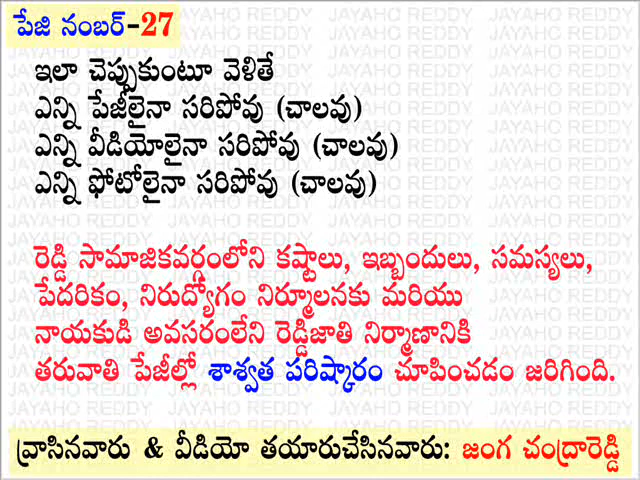 పేజి నంబర్-27
ఇలా చెప్పుకుంటూ వెళితే
ఎన్ని పేజీలైనా సరిపోవు (చాలవు)
ఎన్ని వీడియోలైనా సరిపోవు (చాలవు)
ఎన్ని ఫోటోలైనా సరిపోవు (చాలవు)
రెడ్డి సామాజికవర్గంలోని కష్టాలు, ఇబ్బందులు, సమస్యలు,
పేదరికం, నిరుద్యోగం నిర్మూలనకు మరియు
నాయకుడి అవసరంలేని రెడ్డిజాతి నిర్మాణానికి
తరువాతి పేజీల్లో శాశ్వత పరిష్కారం చూపించడం జరిగింది.
వ్రాసినవారు & వీడియో తయారుచేసినవారు: జంగ చంద్రారెడ్డి
JAYAHO REDDY